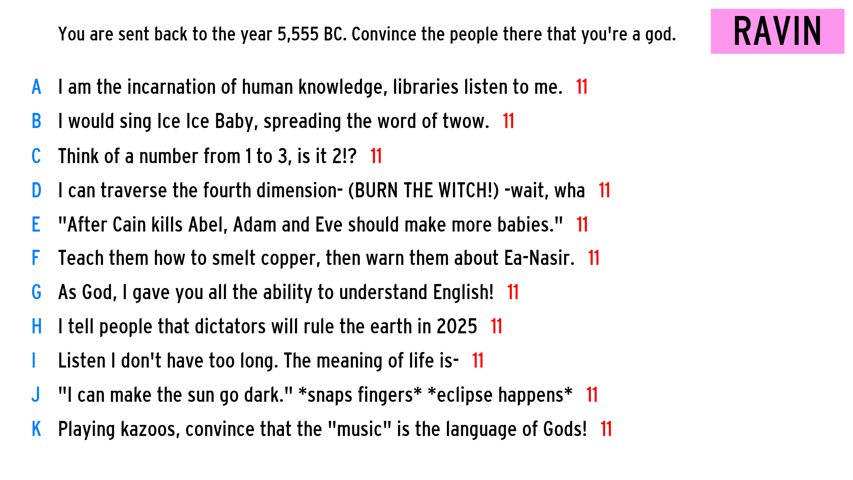 You are sent back to the year 5,555 BC. Convince the people there that you're a god.
RAVIN
A I am the incarnation of human knowledge, libraries listen to me. 11
B I would sing Ice Ice Baby, spreading the word of twow. 11
C Think of a number from 1 to 3, is it 2!? 11
D I can traverse the fourth dimension- (BURN THE WITCH!) -wait, wha 11
E "After Cain kills Abel, Adam and Eve should make more babies." 11
F Teach them how to smelt copper, then warn them about Ea-Nasir. 11
G As God, I gave you all the ability to understand English! 11
H I tell people that dictators will rule the earth in 2025 11
I Listen I don't have too long. The meaning of life is- 11
J "I can make the sun go dark." *snaps fingers* *eclipse happens* 11
K Playing kazoos, convince that the "music" is the language of Gods! 11